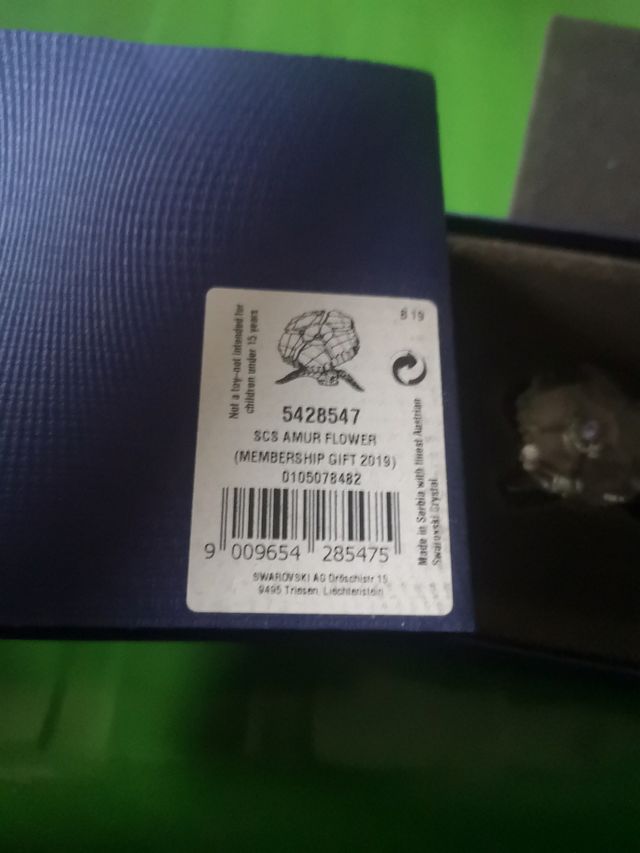 Not a toy-not intended for
children under 15 years
B 19
5428547
SCS AMUR FLOWER
(MEMBERSHIP GIFT 2019)
0105078482
9 009654 285475
SWAROVSKI AG Dröschistr 15
9495 Triesen, Liechtenstein
Made in Serbia with finest Austrian
Swarovski Crystal.